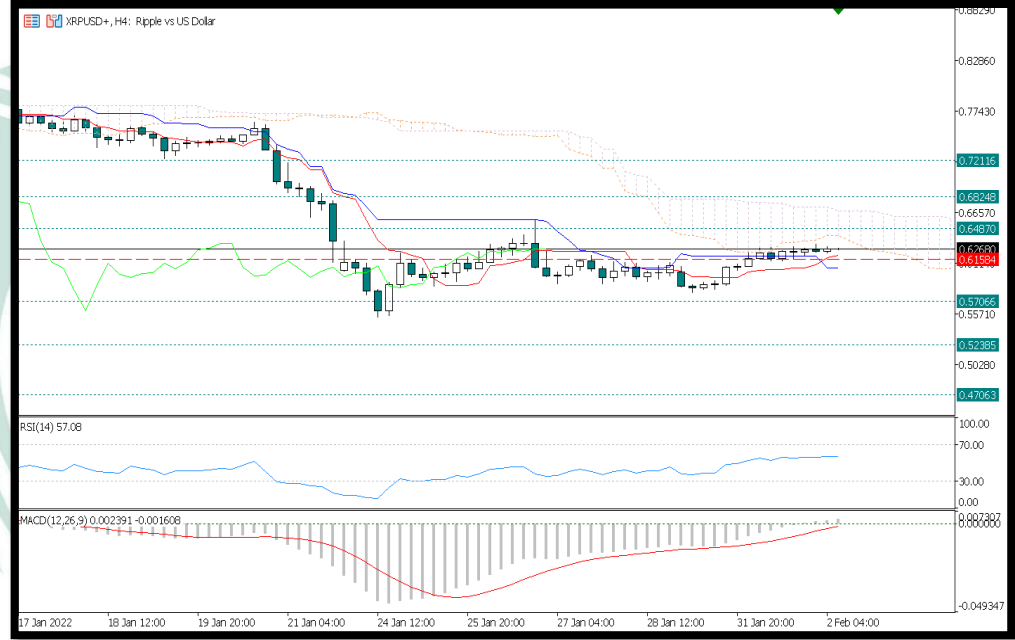 XRPUSD+, H4: Ripple vs US Dollar
0.88290
0.82860
0.77430
0.72116
0.68248
0.66570
0.64870
0.62690
0.61594
0.57066
0.55710
0.52385
0.50280
0.47063
RSI(14) 57.08
100.00
70.00
30.00
0.00
MACD(12,26,9) 0.002391 -0.001608
0.007307
0.000000
-0.049347
17 Jan 2022
18 Jan 12:00
19 Jan 20:00
21 Jan 04:00
24 Jan 12:00
25 Jan 20:00
27 Jan 04:00
28 Jan 12:00
31 Jan 20:00
2 Feb 04:00